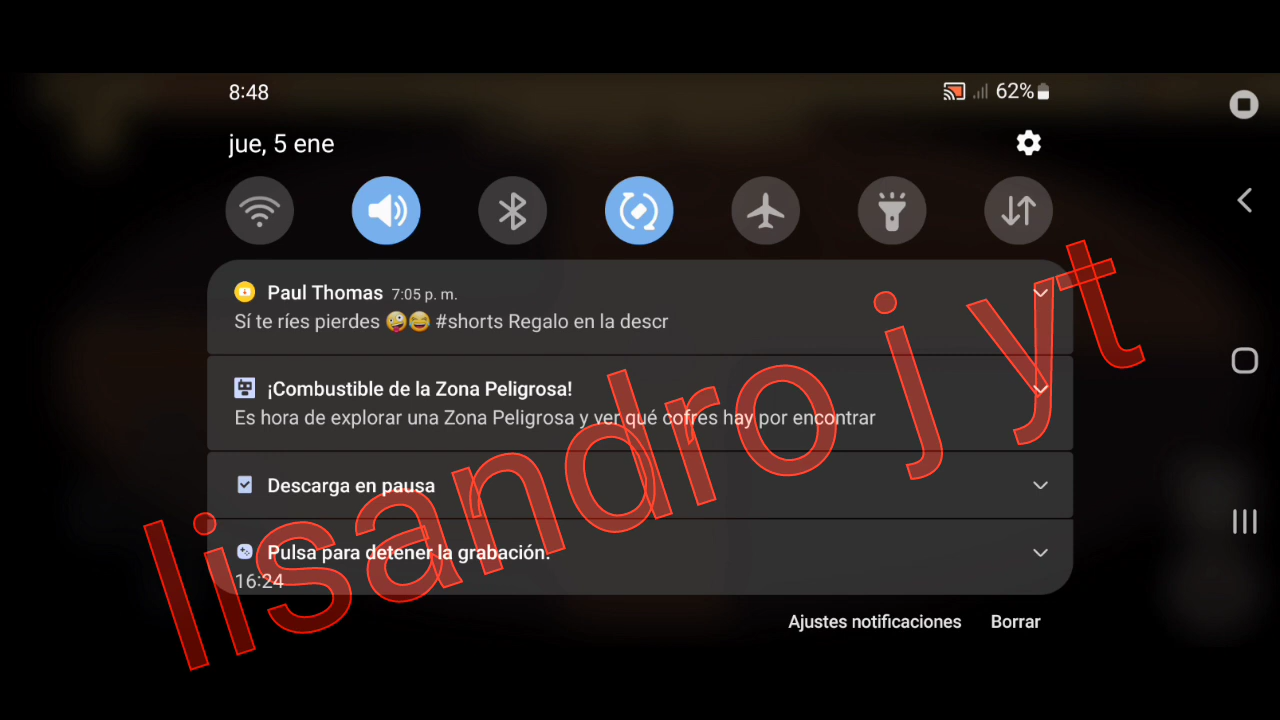 8:48
62%
jue, 5 ene
Paul Thomas 7:05 p. m.
Sí te ríes pierdes 🤪😂 #shorts Regalo en la descr
¡Combustible de la Zona Peligrosa!
Es hora de explorar una Zona Peligrosa y ver qué cofres hay por encontrar
Descarga en pausa
Pulsa para detener la grabación.
16:24
Ajustes notificaciones Borrar
lisandro j yt